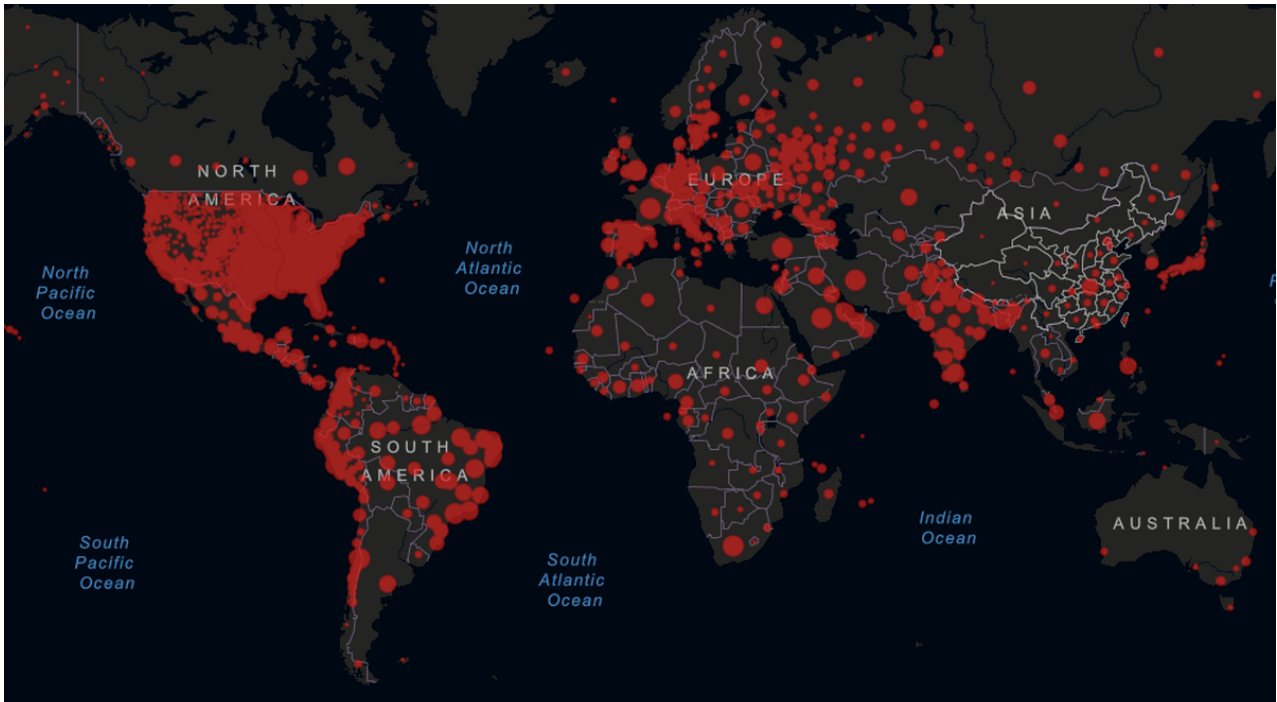 NORTH
AMERICA
EUROPE
ASIA
North
Atlantic
Ocean
North
Pacific
Ocean
AFRICA
SOUTH
AMERICA
Indian
Ocean
AUSTRALIA
South
Pacific
Ocean
South
Atlantic
Ocean